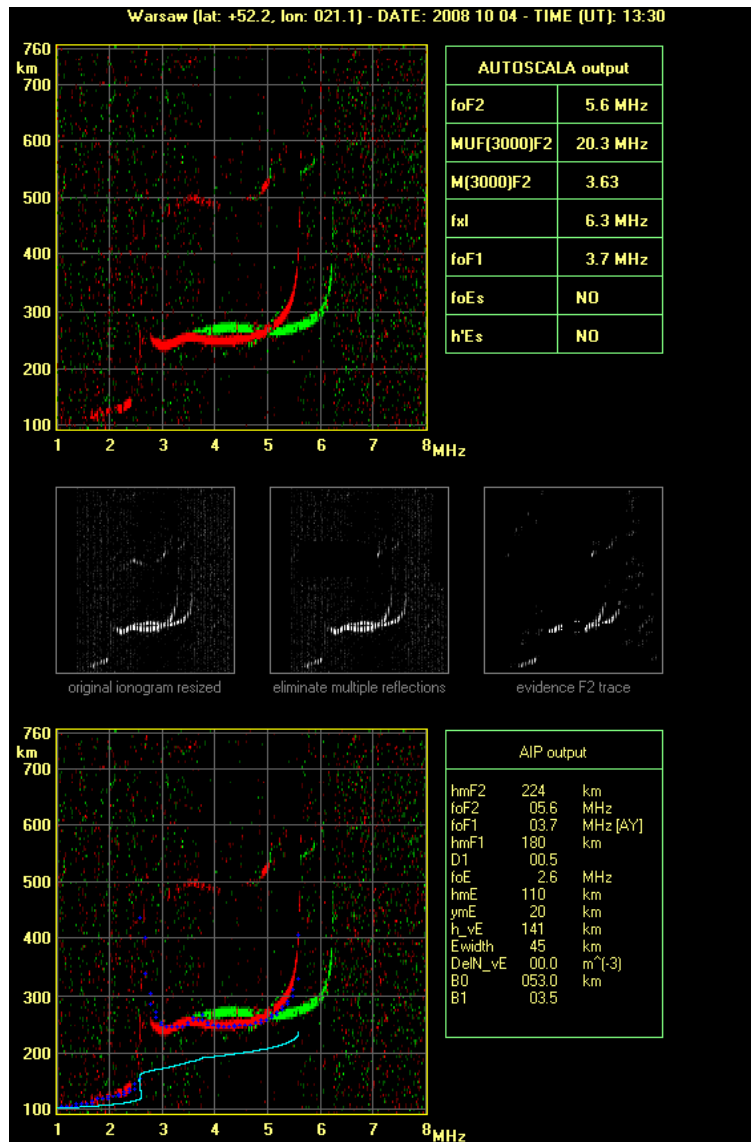 Warsaw (lat: +52.2, lon: 021.1) - DATE: 2008 10 04 - TIME (UT): 13:30
760
km
700
600
500
400
300
200
100
1 2 3 4 5 6 7 8 MHz
AUTOSCALA output
foF2 5.6 MHz
MUF(3000)F2 20.3 MHz
M(3000)F2 3.63
fxI 6.3 MHz
foF1 3.7 MHz
foEs NO
h'Es NO
original ionogram resized
eliminate multiple reflections
evidence F2 trace
760
km
700
600
500
400
300
200
100
1 2 3 4 5 6 7 8 MHz
AIP output
hmF2 224 km
foF2 05.6 MHz
foF1 03.7 MHz [AY]
hmF1 180 km
D1 00.5
foE 2.6 MHz
hmE 110 km
ymE 20 km
h_vE 141 km
Ewidth 45 km
DelN_vE 00.0 m^(-3)
B0 053.0 km
B1 03.5